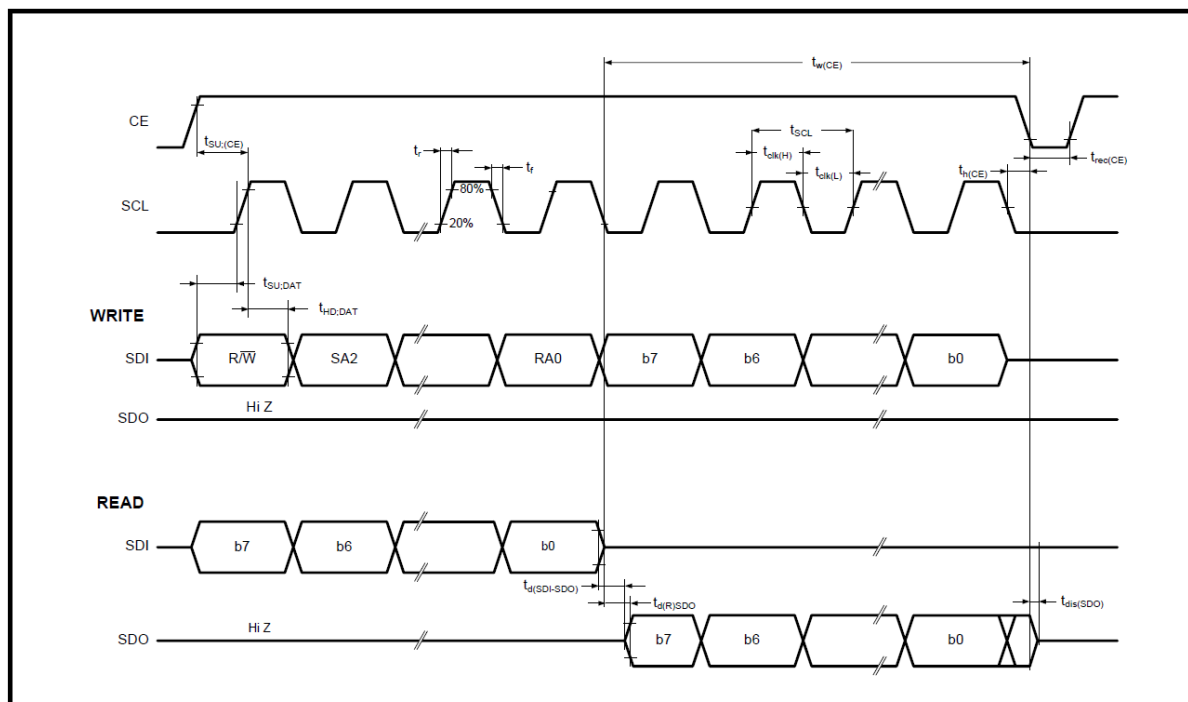 tw(CE)
CE
tSU;(CE)
tSCL
tr
tf
tclk(H)
tclk(L)
th(CE)
trec(CE)
SCL
80%
20%
tSU;DAT
tHD;DAT
WRITE
SDI R/W̅ SA2 RA0 b7 b6 b0
Hi Z
SDO
READ
SDI b7 b6 b0
td(SDI-SDO)
td(R)SDO
tdis(SDO)
Hi Z
SDO b7 b6 b0